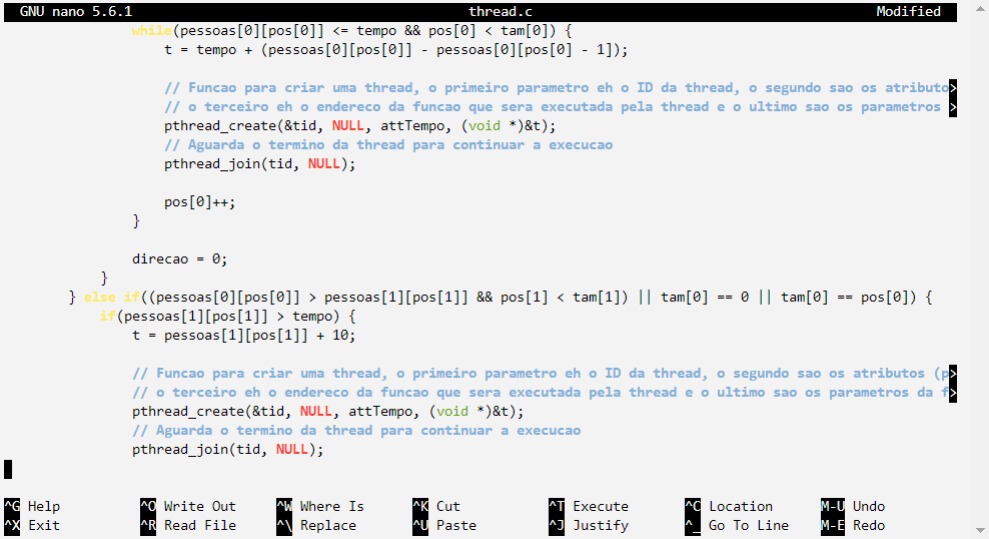 GNU nano 5.6.1 thread.c Modified
while(pessoas[0][pos[0]] <= tempo && pos[0] < tam[0]) {
t = tempo + (pessoas[0][pos[0]] - pessoas[0][pos[0] - 1]);
// Funcao para criar uma thread, o primeiro parametro eh o ID da thread, o segundo sao os atributo>
// o terceiro eh o endereco da funcao que sera executada pela thread e o ultimo sao os parametros >
pthread_create(&tid, NULL, attTempo, (void *)&t);
// Aguarda o termino da thread para continuar a execucao
pthread_join(tid, NULL);
pos[0]++;
}
direcao = 0;
}
} else if((pessoas[0][pos[0]] > pessoas[1][pos[1]] && pos[1] < tam[1]) || tam[0] == 0 || tam[0] == pos[0]) {
if(pessoas[1][pos[1]] > tempo) {
t = pessoas[1][pos[1]] + 10;
// Funcao para criar uma thread, o primeiro parametro eh o ID da thread, o segundo sao os atributos (p>
// o terceiro eh o endereco da funcao que sera executada pela thread e o ultimo sao os parametros da f>
pthread_create(&tid, NULL, attTempo, (void *)&t);
// Aguarda o termino da thread para continuar a execucao
pthread_join(tid, NULL);
^G Help ^O Write Out ^W Where Is ^K Cut ^T Execute ^C Location M-U Undo
^X Exit ^R Read File ^\ Replace ^U Paste ^J Justify ^_ Go To Line M-E Redo